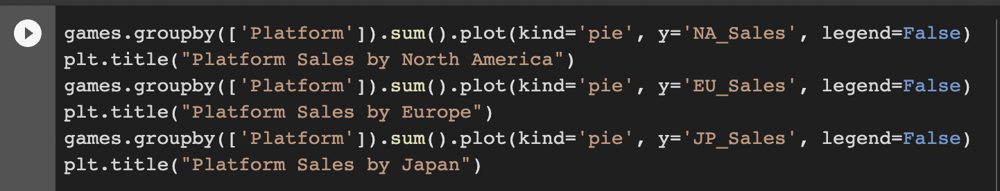 games.groupby(['Platform']).sum().plot(kind='pie', y='NA_Sales', legend=False)
plt.title("Platform Sales by North America")
games.groupby(['Platform']).sum().plot(kind='pie', y='EU_Sales', legend=False)
plt.title("Platform Sales by Europe")
games.groupby(['Platform']).sum().plot(kind='pie', y='JP_Sales', legend=False)
plt.title("Platform Sales by Japan")